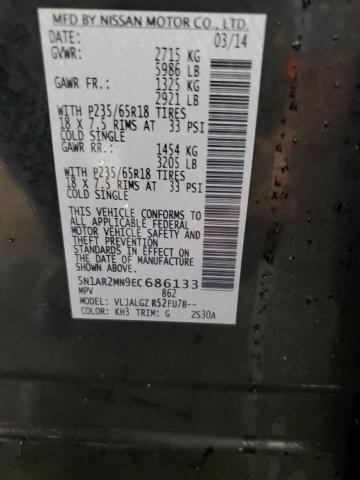 MFD BY NISSAN MOTOR CO., LTD.
DATE: 03/14
GVWR: 2715 KG
5986 LB
GAWR FR.: 1325 KG
2921 LB
WITH P235/65R18 TIRES
18 X 7.5 RIMS AT 33 PSI
COLD SINGLE
GAWR RR.: 1454 KG
3205 LB
WITH P235/65R18 TIRES
18 X 7.5 RIMS AT 33 PSI
COLD SINGLE
THIS VEHICLE CONFORMS TO
ALL APPLICABLE FEDERAL
MOTOR VEHICLE SAFETY
STANDARDS IN EFFECT ON
THE DATE OF MANUFACTURE
SHOWN ABOVE.
5N1AR2MN9EC686133
MPV 862
MODEL: VLJALGZ R52EU7B--
COLOR: KH3 TRIM: G 2S30A